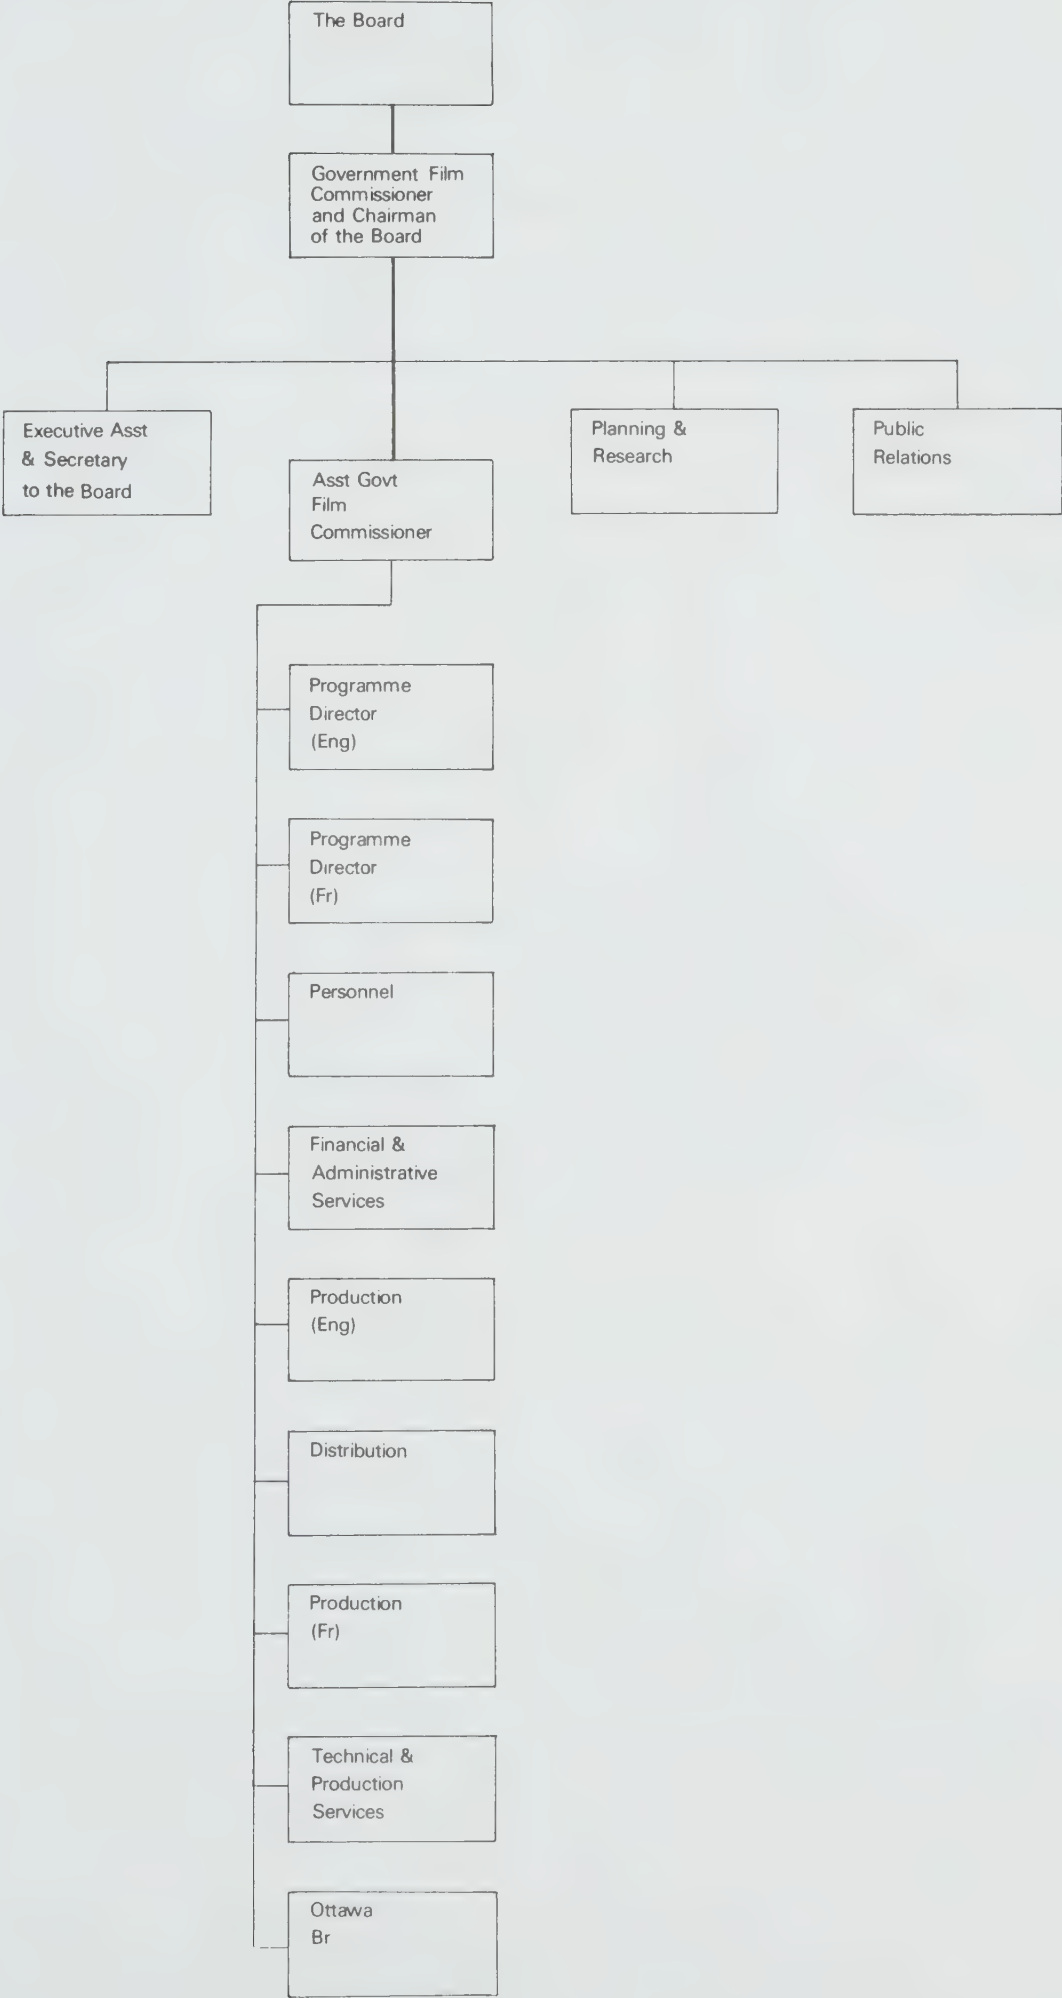 The Board
Government Film
Commissioner
and Chairman
of the Board
Executive Asst
& Secretary
to the Board
Asst Govt
Film
Commissioner
Planning &
Research
Public
Relations
Programme
Director
(Eng)
Programme
Director
(Fr)
Personnel
Financial &
Administrative
Services
Production
(Eng)
Distribution
Production
(Fr)
Technical &
Production
Services
Ottawa
Br